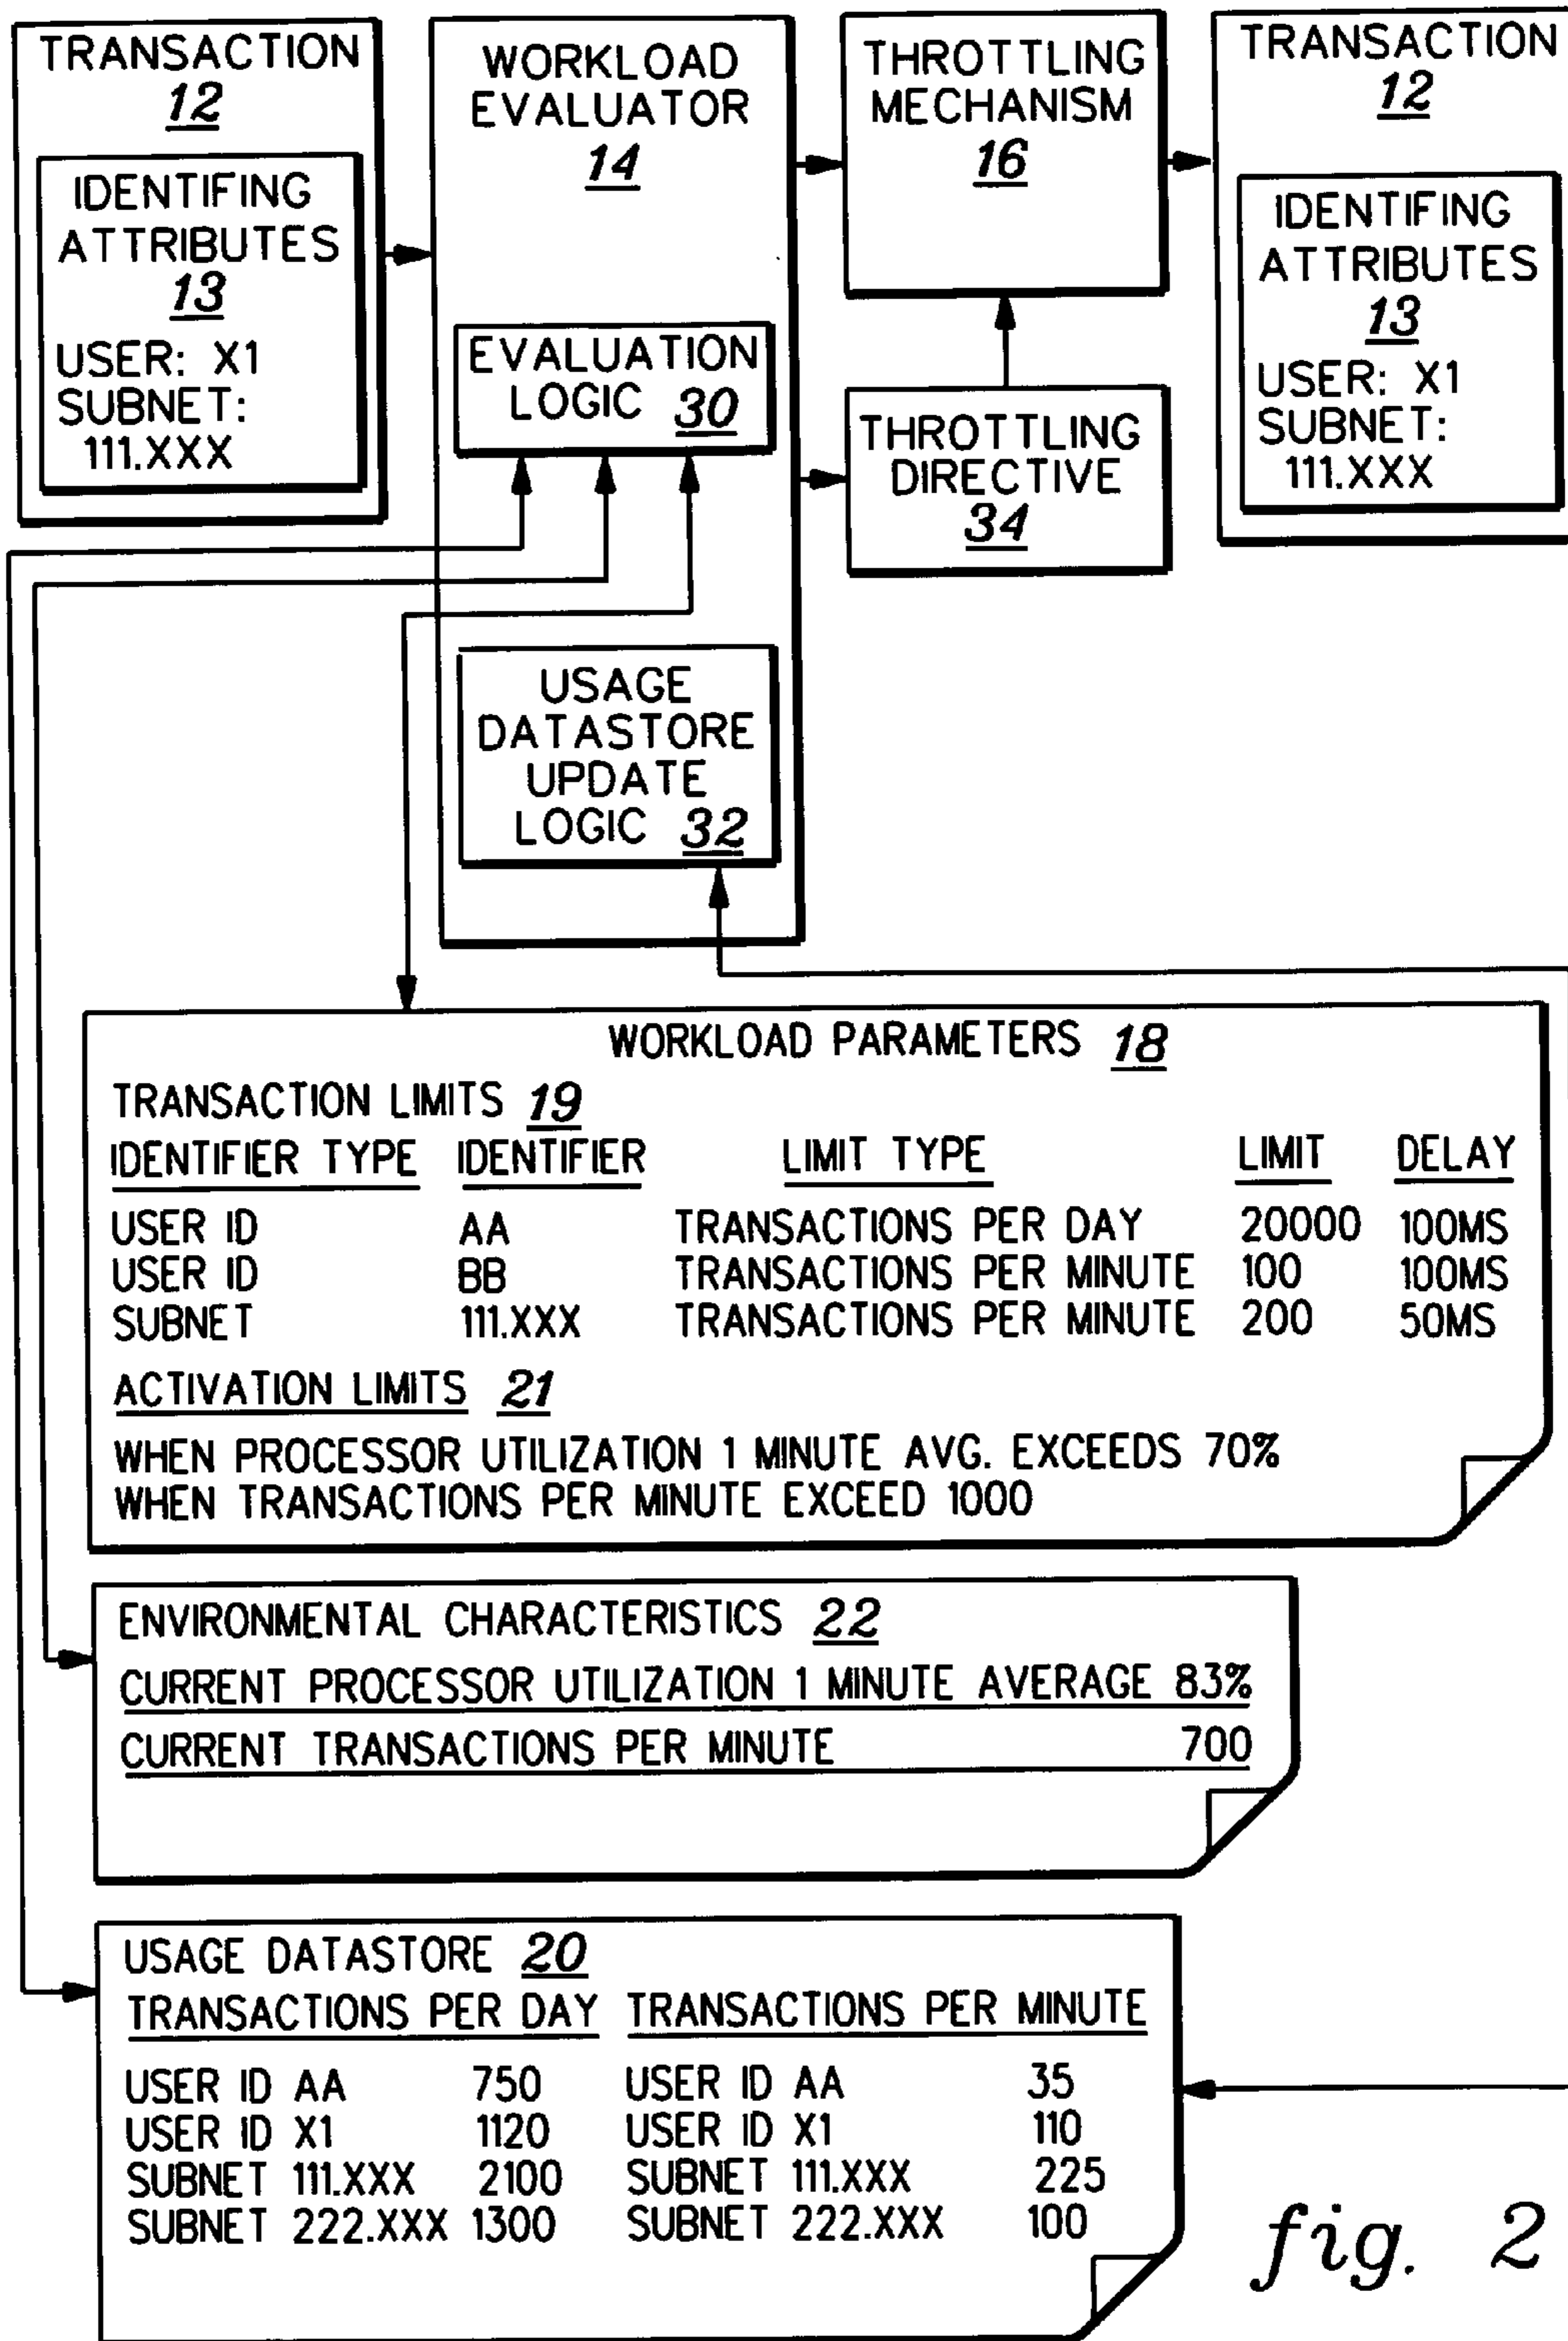 TRANSACTION
12
IDENTIFING
ATTRIBUTES
13
USER: X1
SUBNET:
111.XXX
WORKLOAD
EVALUATOR
14
EVALUATION
LOGIC 30
USAGE
DATASTORE
UPDATE
LOGIC 32
THROTTLING
MECHANISM
16
THROTTLING
DIRECTIVE
34
TRANSACTION
12
IDENTIFING
ATTRIBUTES
13
USER: X1
SUBNET:
111.XXX
WORKLOAD PARAMETERS 18
TRANSACTION LIMITS 19
IDENTIFIER TYPE IDENTIFIER LIMIT TYPE LIMIT DELAY
USER ID AA TRANSACTIONS PER DAY 20000 100MS
USER ID BB TRANSACTIONS PER MINUTE 100 100MS
SUBNET 111.XXX TRANSACTIONS PER MINUTE 200 50MS
ACTIVATION LIMITS 21
WHEN PROCESSOR UTILIZATION 1 MINUTE AVG. EXCEEDS 70%
WHEN TRANSACTIONS PER MINUTE EXCEED 1000
ENVIRONMENTAL CHARACTERISTICS 22
CURRENT PROCESSOR UTILIZATION 1 MINUTE AVERAGE 83%
CURRENT TRANSACTIONS PER MINUTE 700
USAGE DATASTORE 20
TRANSACTIONS PER DAY TRANSACTIONS PER MINUTE
USER ID AA 750 USER ID AA 35
USER ID X1 1120 USER ID X1 110
SUBNET 111.XXX 2100 SUBNET 111.XXX 225
SUBNET 222.XXX 1300 SUBNET 222.XXX 100
fig. 2